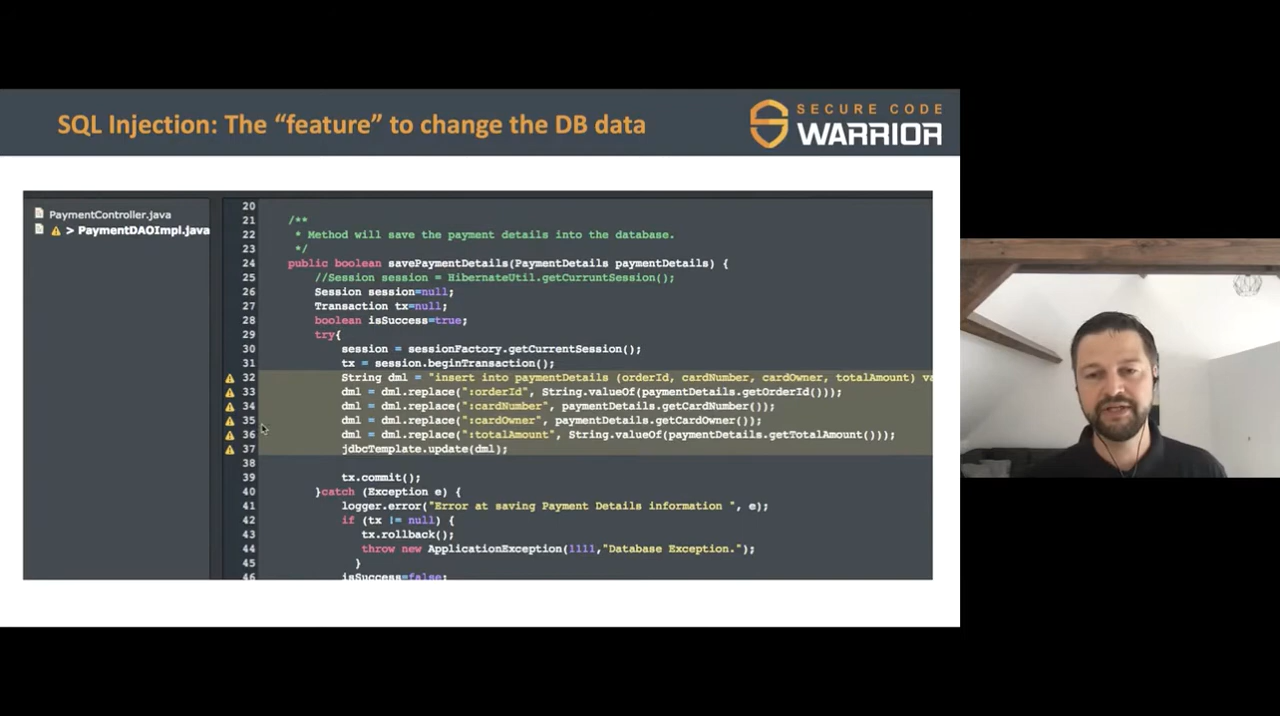 SQL Injection: The “feature” to change the DB data
SECURE CODE
WARRIOR
PaymentController.java
> PaymentDAOImpl.java
20
21 /**
22 * Method will save the payment details into the database.
23 */
24 public boolean savePaymentDetails(PaymentDetails paymentDetails) {
25 //Session session = HibernateUtil.getCurruntSession();
26 Session session=null;
27 Transaction tx=null;
28 boolean isSuccess=true;
29 try{
30 session = sessionFactory.getCurrentSession();
31 tx = session.beginTransaction();
32 String dml = "insert into paymentDetails (orderId, cardNumber, cardOwner, totalAmount) va
33 dml = dml.replace(":orderId", String.valueOf(paymentDetails.getOrderId()));
34 dml = dml.replace(":cardNumber", paymentDetails.getCardNumber());
35 dml = dml.replace(":cardOwner", paymentDetails.getCardOwner());
36 dml = dml.replace(":totalAmount", String.valueOf(paymentDetails.getTotalAmount()));
37 jdbcTemplate.update(dml);
38
39 tx.commit();
40 }catch (Exception e) {
41 logger.error("Error at saving Payment Details information ", e);
42 if (tx != null) {
43 tx.rollback();
44 throw new ApplicationException(1111,"Database Exception.");
45 }
46 isSuccess=false;